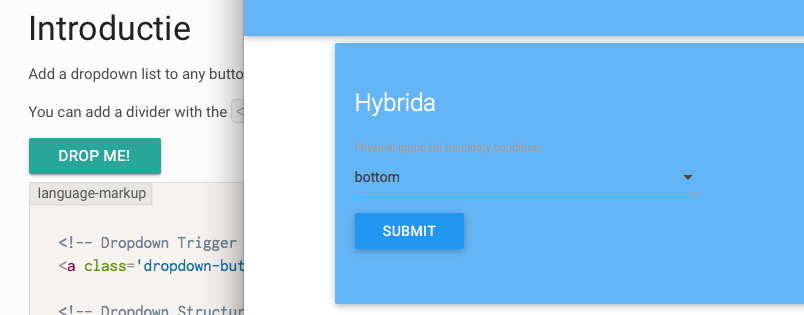 Introductie
Add a dropdown list to any butto
You can add a divider with the <
DROP ME!
language-markup
<!-- Dropdown Trigger
<a class='dropdown-but
<!-- Dropdown Structur
Hybrida
Physical group for boundary condition.
bottom
SUBMIT